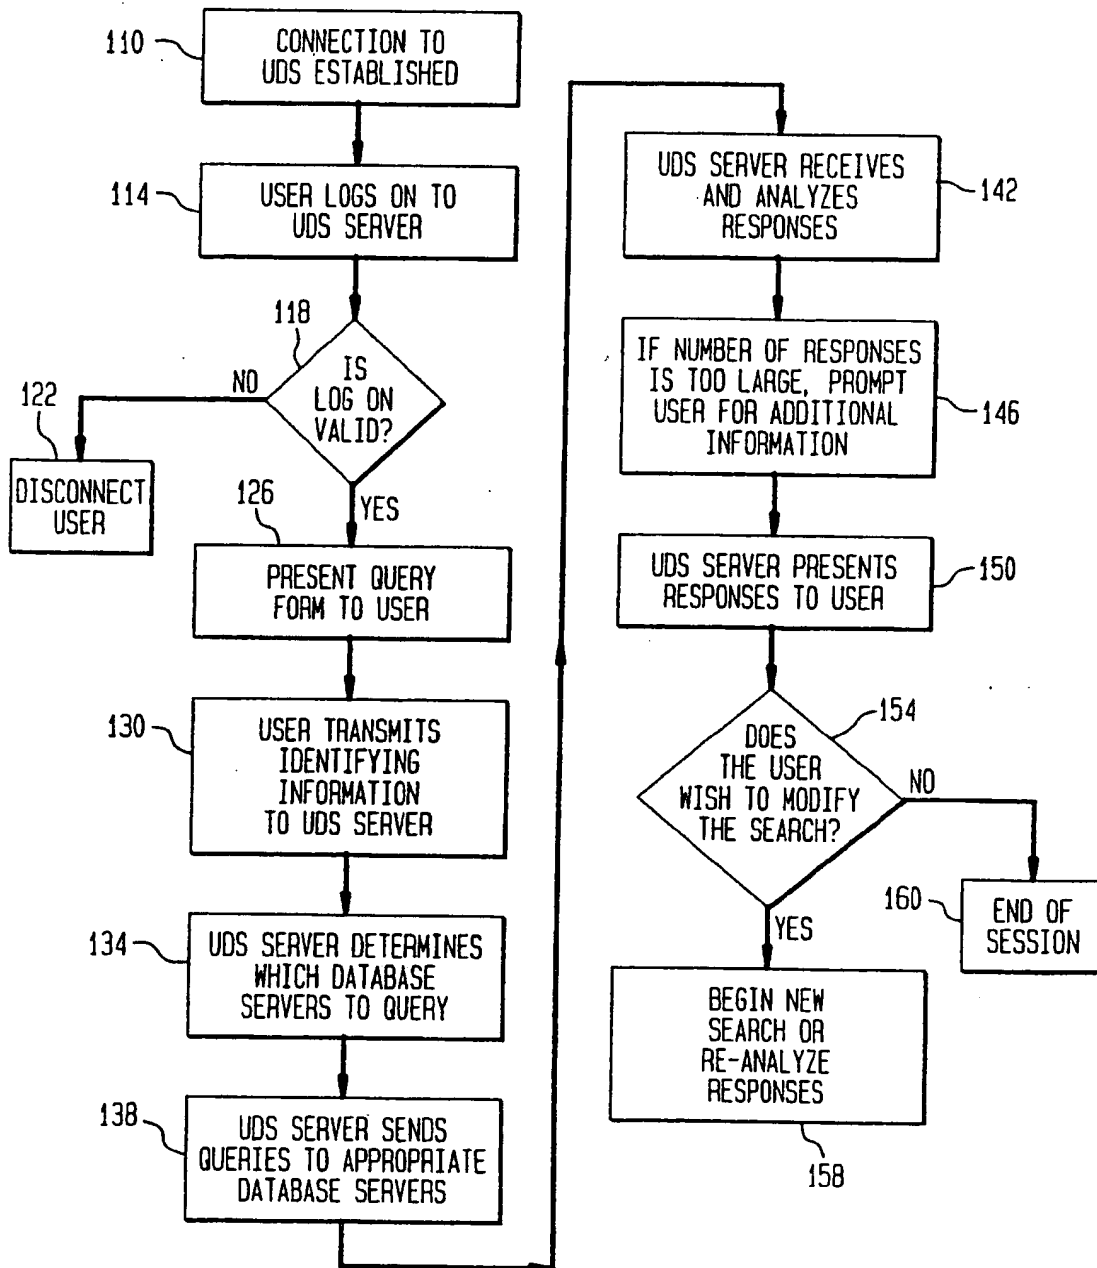 110
CONNECTION TO
UDS ESTABLISHED
114
USER LOGS ON TO
UDS SERVER
118
IS
LOG ON
VALID?
NO
122
DISCONNECT
USER
YES
126
PRESENT QUERY
FORM TO USER
130
USER TRANSMITS
IDENTIFYING
INFORMATION
TO UDS SERVER
134
UDS SERVER DETERMINES
WHICH DATABASE
SERVERS TO QUERY
138
UDS SERVER SENDS
QUERIES TO APPROPRIATE
DATABASE SERVERS
UDS SERVER RECEIVES
AND ANALYZES
RESPONSES
142
IF NUMBER OF RESPONSES
IS TOO LARGE, PROMPT
USER FOR ADDITIONAL
INFORMATION
146
UDS SERVER PRESENTS
RESPONSES TO USER
150
154
DOES
THE USER
WISH TO MODIFY
THE SEARCH?
NO
160
END OF
SESSION
YES
BEGIN NEW
SEARCH OR
RE-ANALYZE
RESPONSES
158